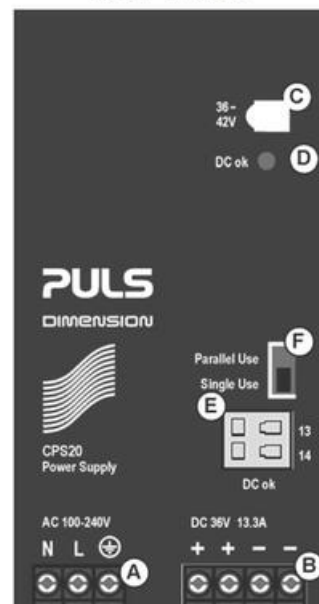 36-
42V
C
DC ok
D
PULS
DIMENSION
F
Parallel Use
Single Use
E
13
14
CPS20
Power Supply
DC ok
AC 100-240V
DC 36V 13.3A
N L
+ + − −
A
B